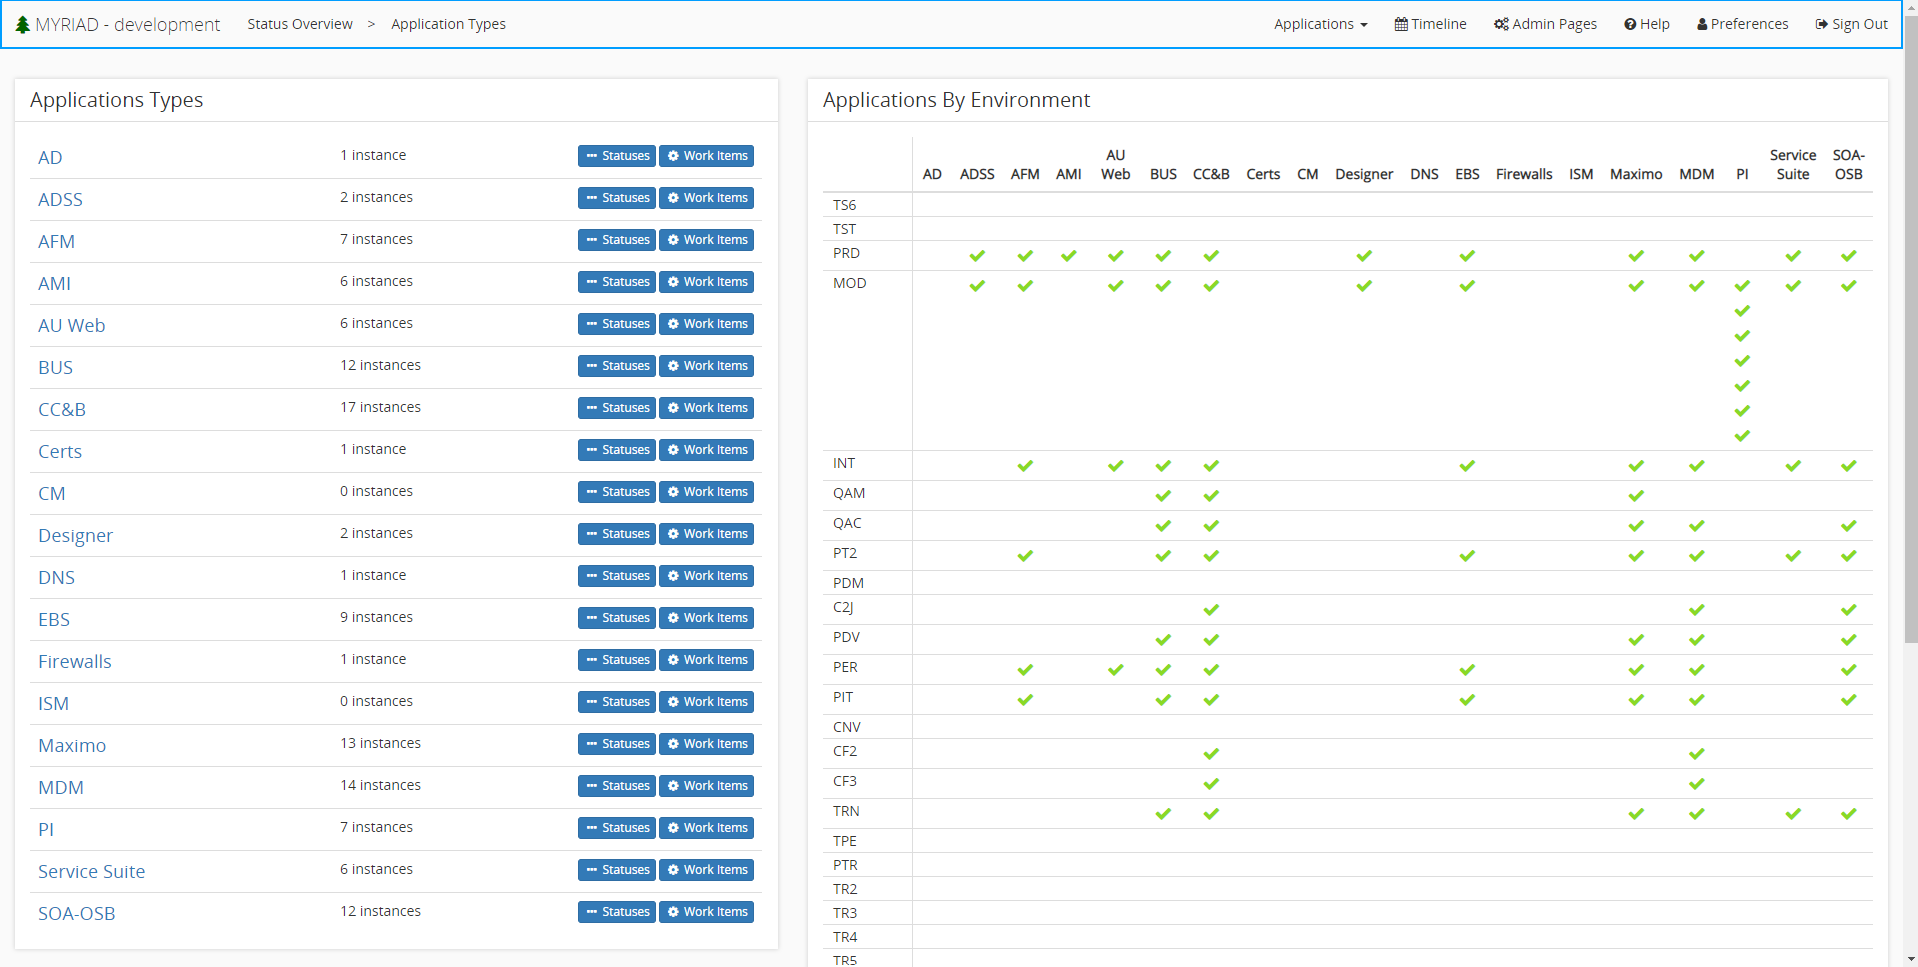 MYRIAD - development Status Overview > Application Types Applications Timeline Admin Pages Help Preferences Sign Out
Applications Types
AD 1 instance Statuses Work Items
ADSS 2 instances Statuses Work Items
AFM 7 instances Statuses Work Items
AMI 6 instances Statuses Work Items
AU Web 6 instances Statuses Work Items
BUS 12 instances Statuses Work Items
CC&B 17 instances Statuses Work Items
Certs 1 instance Statuses Work Items
CM 0 instances Statuses Work Items
Designer 2 instances Statuses Work Items
DNS 1 instance Statuses Work Items
EBS 9 instances Statuses Work Items
Firewalls 1 instance Statuses Work Items
ISM 0 instances Statuses Work Items
Maximo 13 instances Statuses Work Items
MDM 14 instances Statuses Work Items
PI 7 instances Statuses Work Items
Service Suite 6 instances Statuses Work Items
SOA-OSB 12 instances Statuses Work Items
Applications By Environment
AU Service SOA-
AD ADSS AFM AMI Web BUS CC&B Certs CM Designer DNS EBS Firewalls ISM Maximo MDM PI Suite OSB
TS6
TST
PRD
MOD
INT
QAM
QAC
PT2
PDM
C2J
PDV
PER
PIT
CNV
CF2
CF3
TRN
TPE
PTR
TR2
TR3
TR4
TR5